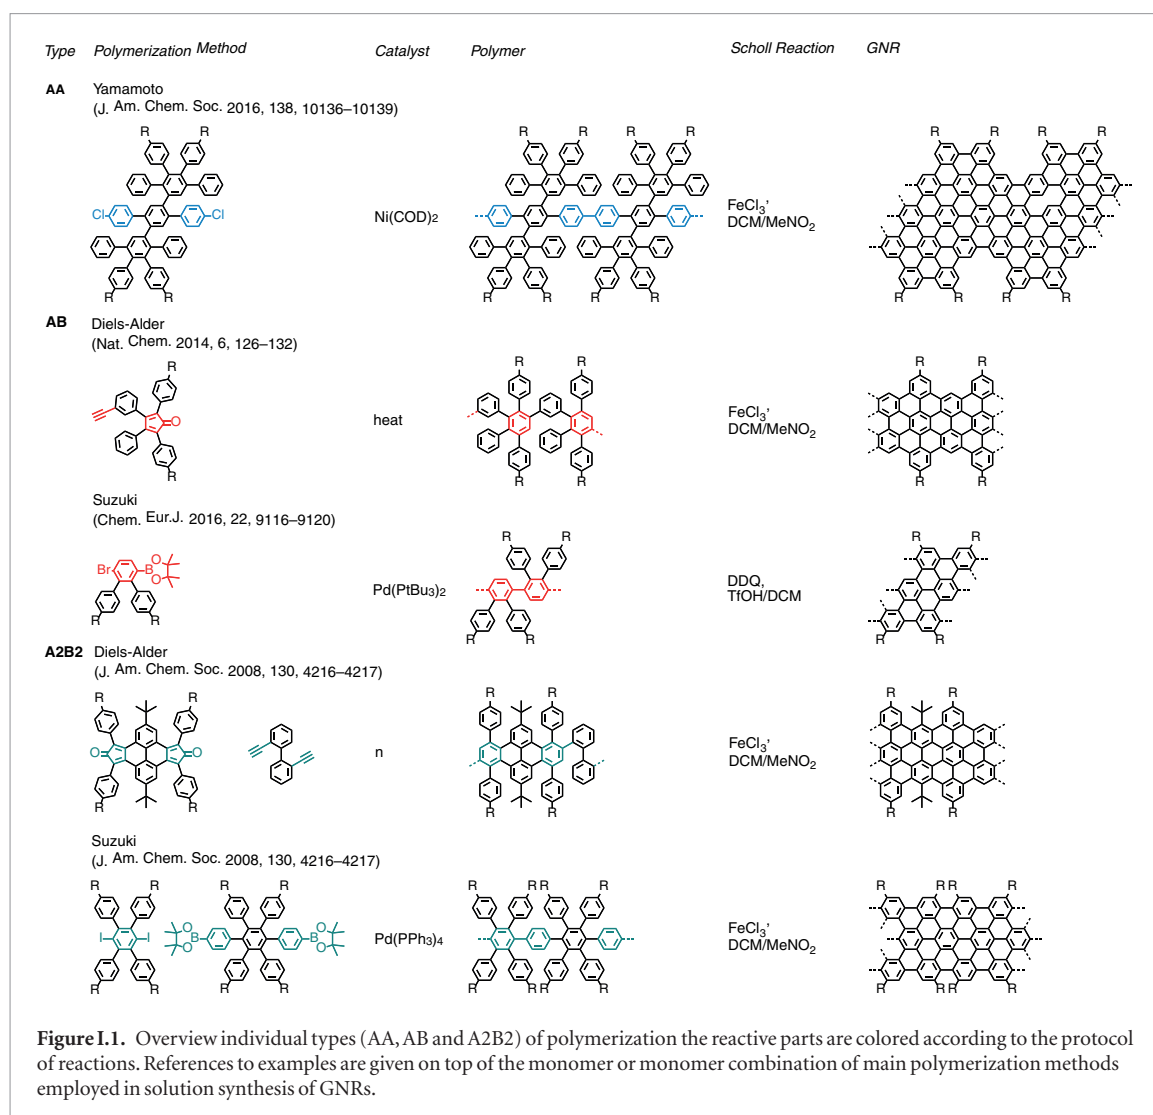 Type Polymerization Method Catalyst Polymer Scholl Reaction GNR
AA Yamamoto
(J. Am. Chem. Soc. 2016, 138, 10136–10139)
R R R R R R R R R R
Cl Cl
Ni(COD)2
FeCl3,
DCM/MeNO2
R R R R R R R R R R
AB Diels-Alder
(Nat. Chem. 2014, 6, 126–132)
R R R R R
O
heat
FeCl3,
DCM/MeNO2
R R R R R
Suzuki
(Chem. Eur.J. 2016, 22, 9116–9120)
R R R R
Br B O O
Pd(PtBu3)2
DDQ,
TfOH/DCM
R R R R R R
A2B2 Diels-Alder
(J. Am. Chem. Soc. 2008, 130, 4216–4217)
R R R R R
O O
n
FeCl3,
DCM/MeNO2
R R R R R
Suzuki
(J. Am. Chem. Soc. 2008, 130, 4216–4217)
R R R R R R R R R R R R
I I O B O O B O
Pd(PPh3)4
FeCl3,
DCM/MeNO2
R R R R R R R R R R R R
Figure I.1. Overview individual types (AA, AB and A2B2) of polymerization the reactive parts are colored according to the protocol
of reactions. References to examples are given on top of the monomer or monomer combination of main polymerization methods
employed in solution synthesis of GNRs.